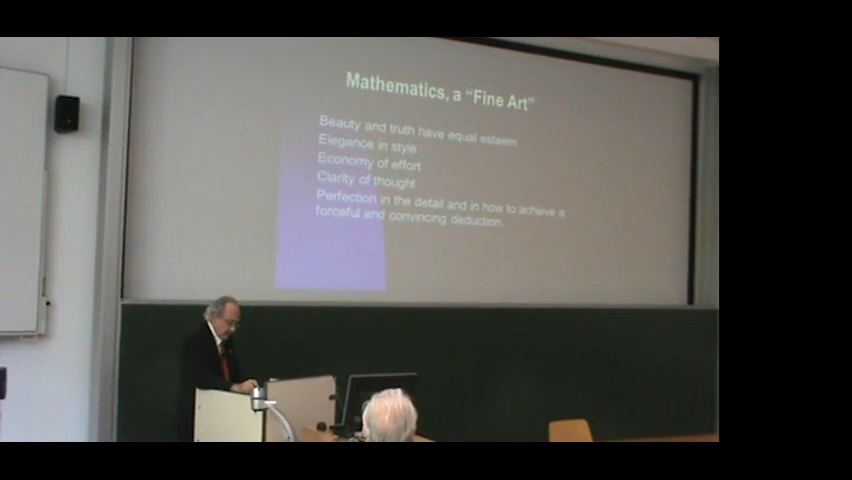 Mathematics, a “Fine Art”
Beauty and truth have equal esteem
Elegance in style
Economy of effort
Clarity of thought
Perfection in the detail and in how to achieve a
forceful and convincing deduction.